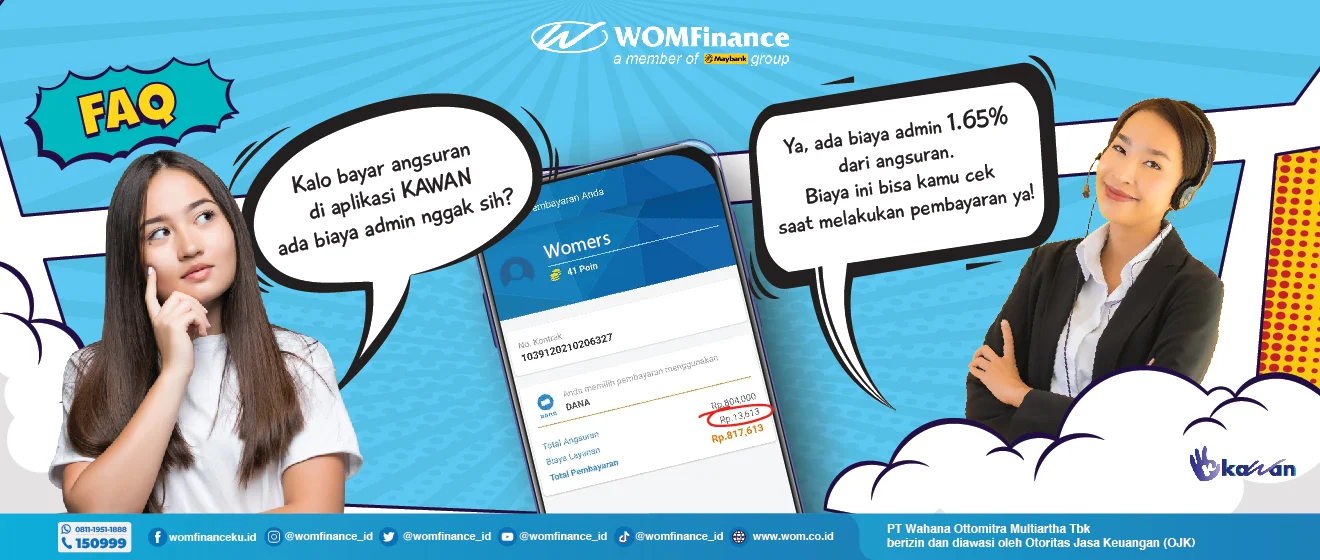 WOMFinance
a member of Maybank group
FAQ
Kalo bayar angsuran
di aplikasi KAWAN
ada biaya admin nggak sih?
Ya, ada biaya admin 1.65%
dari angsuran.
Biaya ini bisa kamu cek
saat melakukan pembayaran ya!
embayaran Anda
Womers
41 Poin
No. Kontrak
1039120210206327
Anda memilih pembayaran menggunakan
DANA
DANA
Total Angsuran Rp.804,000
Biaya Layanan Rp.13,613
Total Pembayaran Rp.817,613
kawan
0811-1951-1888
150999
womfinanceku.id
@womfinance_id
@womfinance_id
@womfinance_id
@womfinance_id
www.wom.co.id
PT Wahana Ottomitra Multiartha Tbk
berizin dan diawasi oleh Otoritas Jasa Keuangan (OJK)